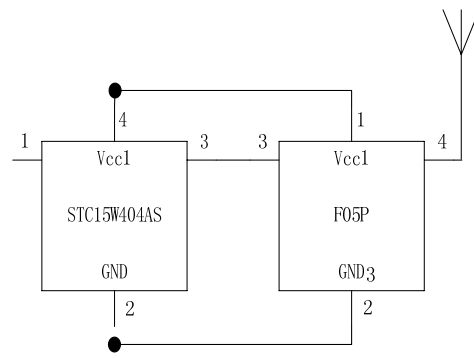 4 1
1 3 3 4
Vcc1 Vcc1
STC15W404AS F05P
GND GND3
2 2